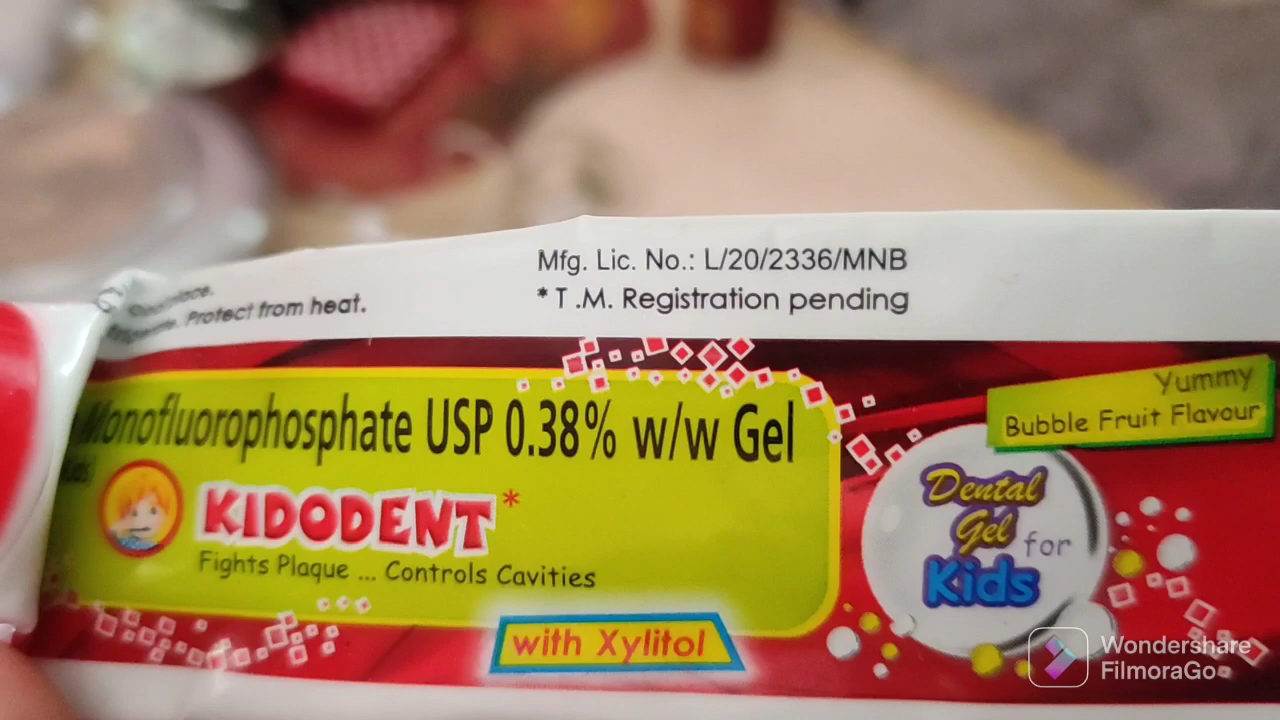 Mfg. Lic. No.: L/20/2336/MNB
* T .M. Registration pending
Protect from heat.
Monofluorophosphate USP 0.38% w/w Gel
KIDODENT*
Fights Plaque ... Controls Cavities
with Xylitol
Yummy
Bubble Fruit Flavour
Dental
Gel for
Kids
Wondershare
FilmoraGo